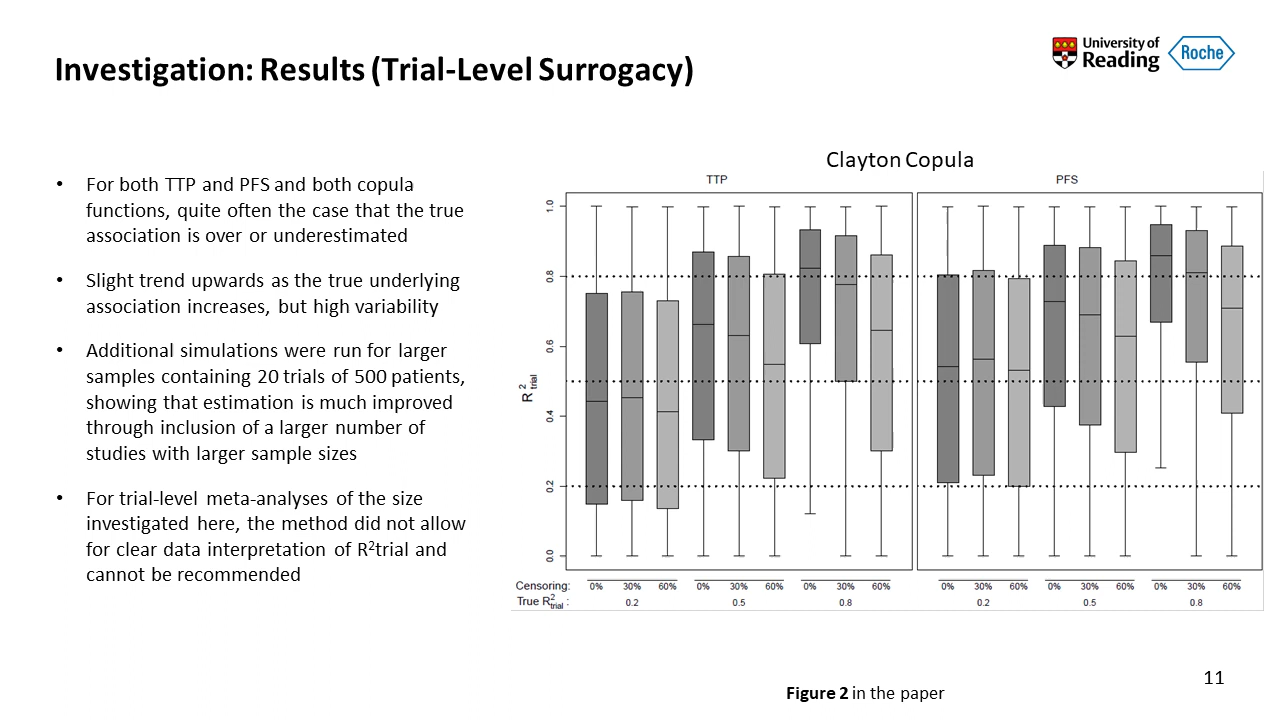 Investigation: Results (Trial-Level Surrogacy)
University of
Reading
Roche
• For both TTP and PFS and both copula
functions, quite often the case that the true
association is over or underestimated
• Slight trend upwards as the true underlying
association increases, but high variability
• Additional simulations were run for larger
samples containing 20 trials of 500 patients,
showing that estimation is much improved
through inclusion of a larger number of
studies with larger sample sizes
• For trial-level meta-analyses of the size
investigated here, the method did not allow
for clear data interpretation of R²trial and
cannot be recommended
Clayton Copula
TTP PFS
1.0
0.8
0.6
0.4
0.2
0.0
R²trial
Censoring: 0% 30% 60% 0% 30% 60% 0% 30% 60% 0% 30% 60% 0% 30% 60% 0% 30% 60%
True R²trial : 0.2 0.5 0.8 0.2 0.5 0.8
Figure 2 in the paper
11